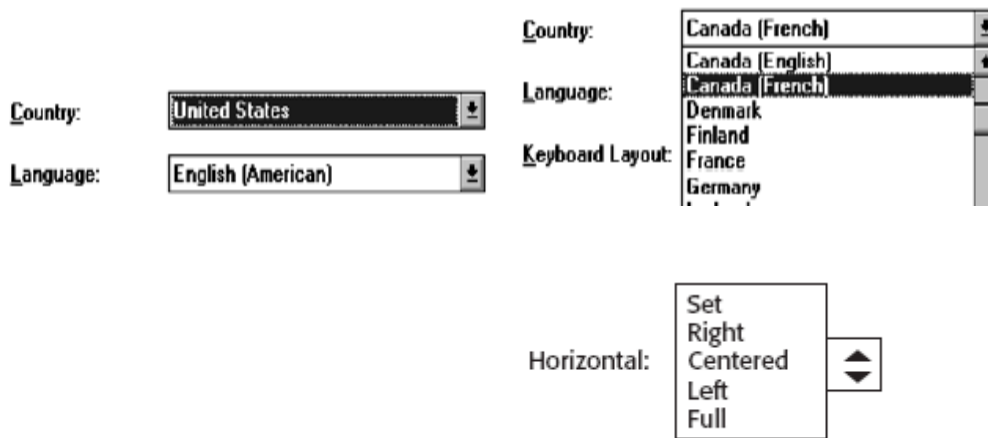 Country: United States
Language: English (American)
Country: Canada (French)
Canada (English)
Language: Canada (French)
Denmark
Finland
Keyboard Layout: France
Germany
Horizontal:
Set
Right
Centered
Left
Full